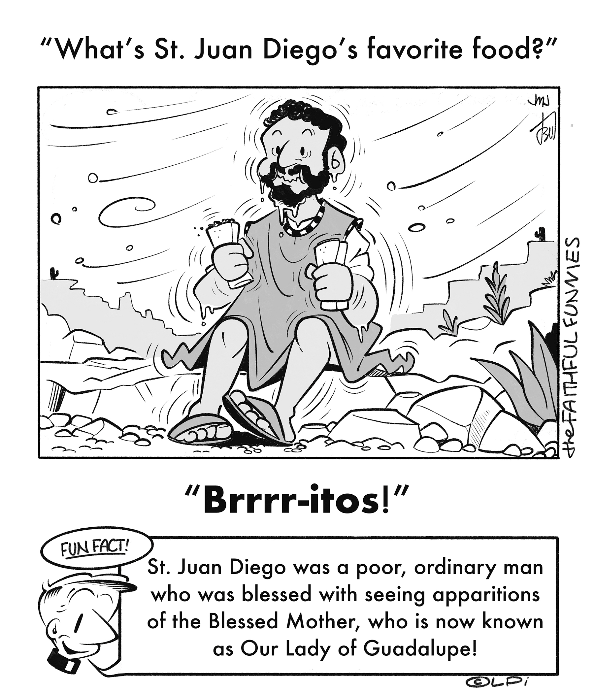 “What’s St. Juan Diego’s favorite food?”
the FAITHFUL FUNNIES
“Brrrr-itos!”
FUN FACT!
St. Juan Diego was a poor, ordinary man
who was blessed with seeing apparitions
of the Blessed Mother, who is now known
as Our Lady of Guadalupe!
©LPi